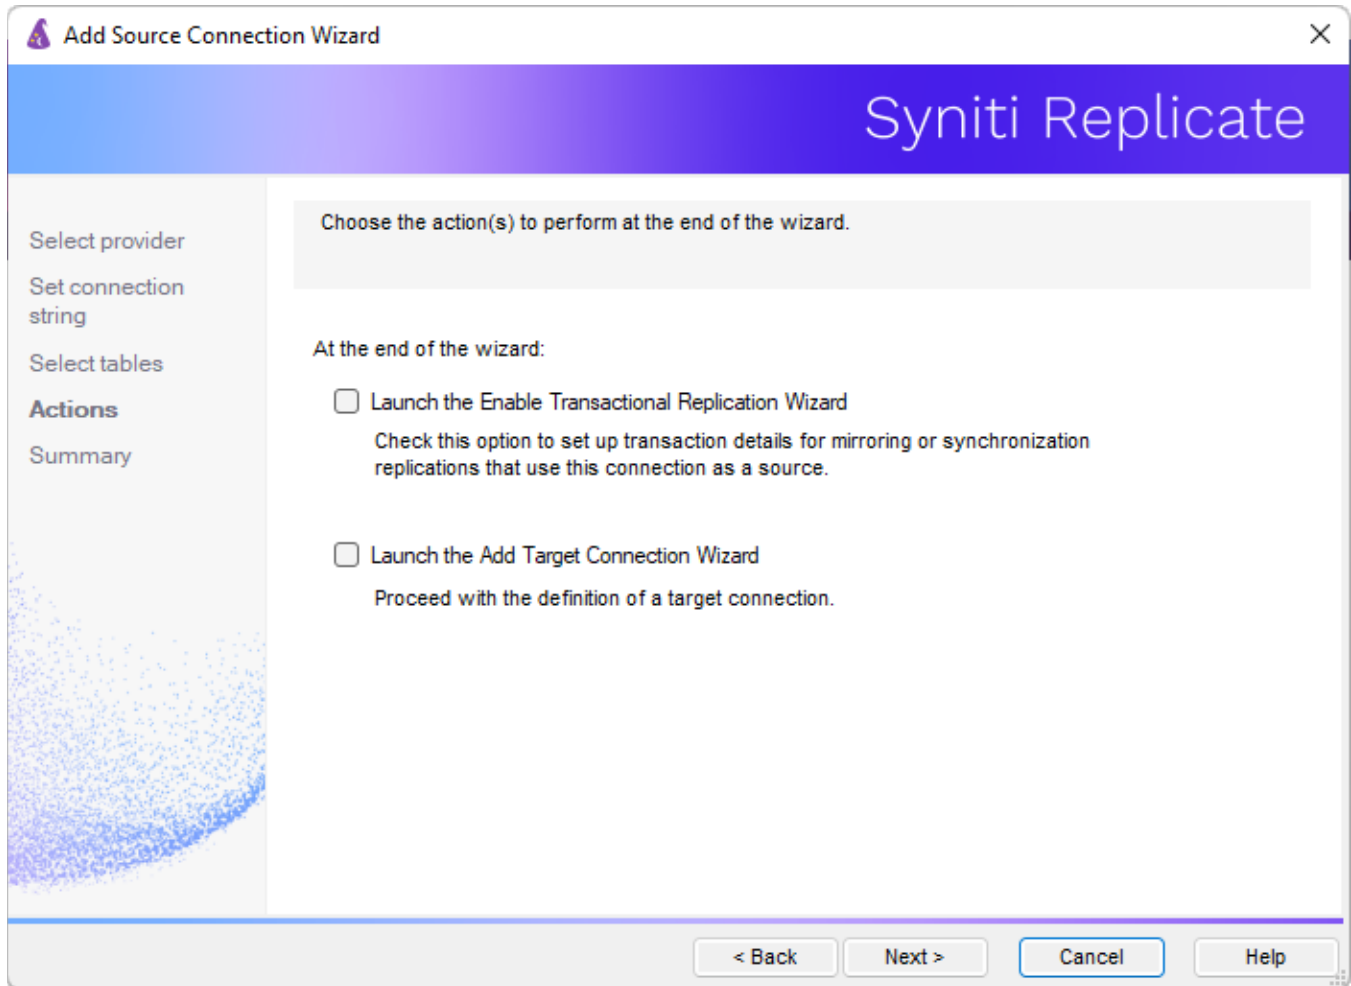 Add Source Connection Wizard
Syniti Replicate
Select provider
Set connection
string
Select tables
Actions
Summary
Choose the action(s) to perform at the end of the wizard.
At the end of the wizard:
Launch the Enable Transactional Replication Wizard
Check this option to set up transaction details for mirroring or synchronization
replications that use this connection as a source.
Launch the Add Target Connection Wizard
Proceed with the definition of a target connection.
< Back
Next >
Cancel
Help